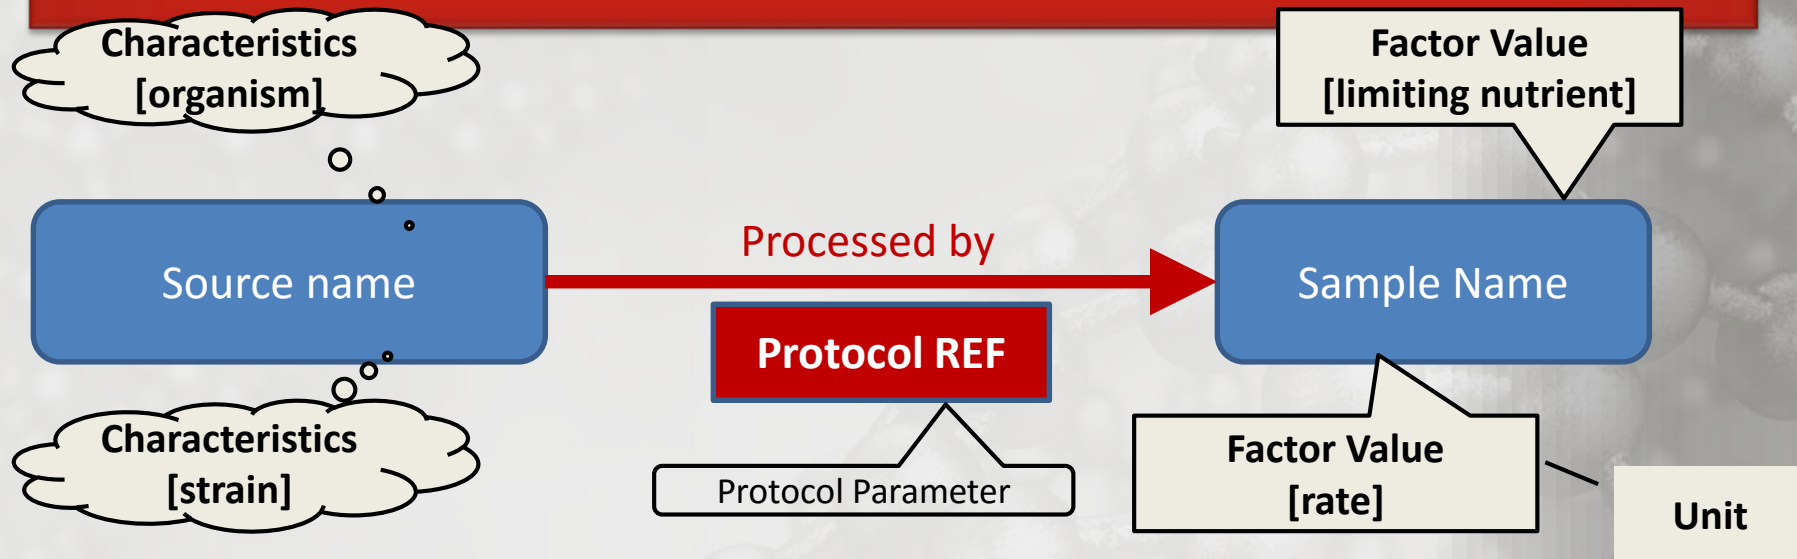 Characteristics
[organism]
Factor Value
[limiting nutrient]
Source name
Processed by
Sample Name
Protocol REF
Characteristics
[strain]
Protocol Parameter
Factor Value
[rate]
Unit